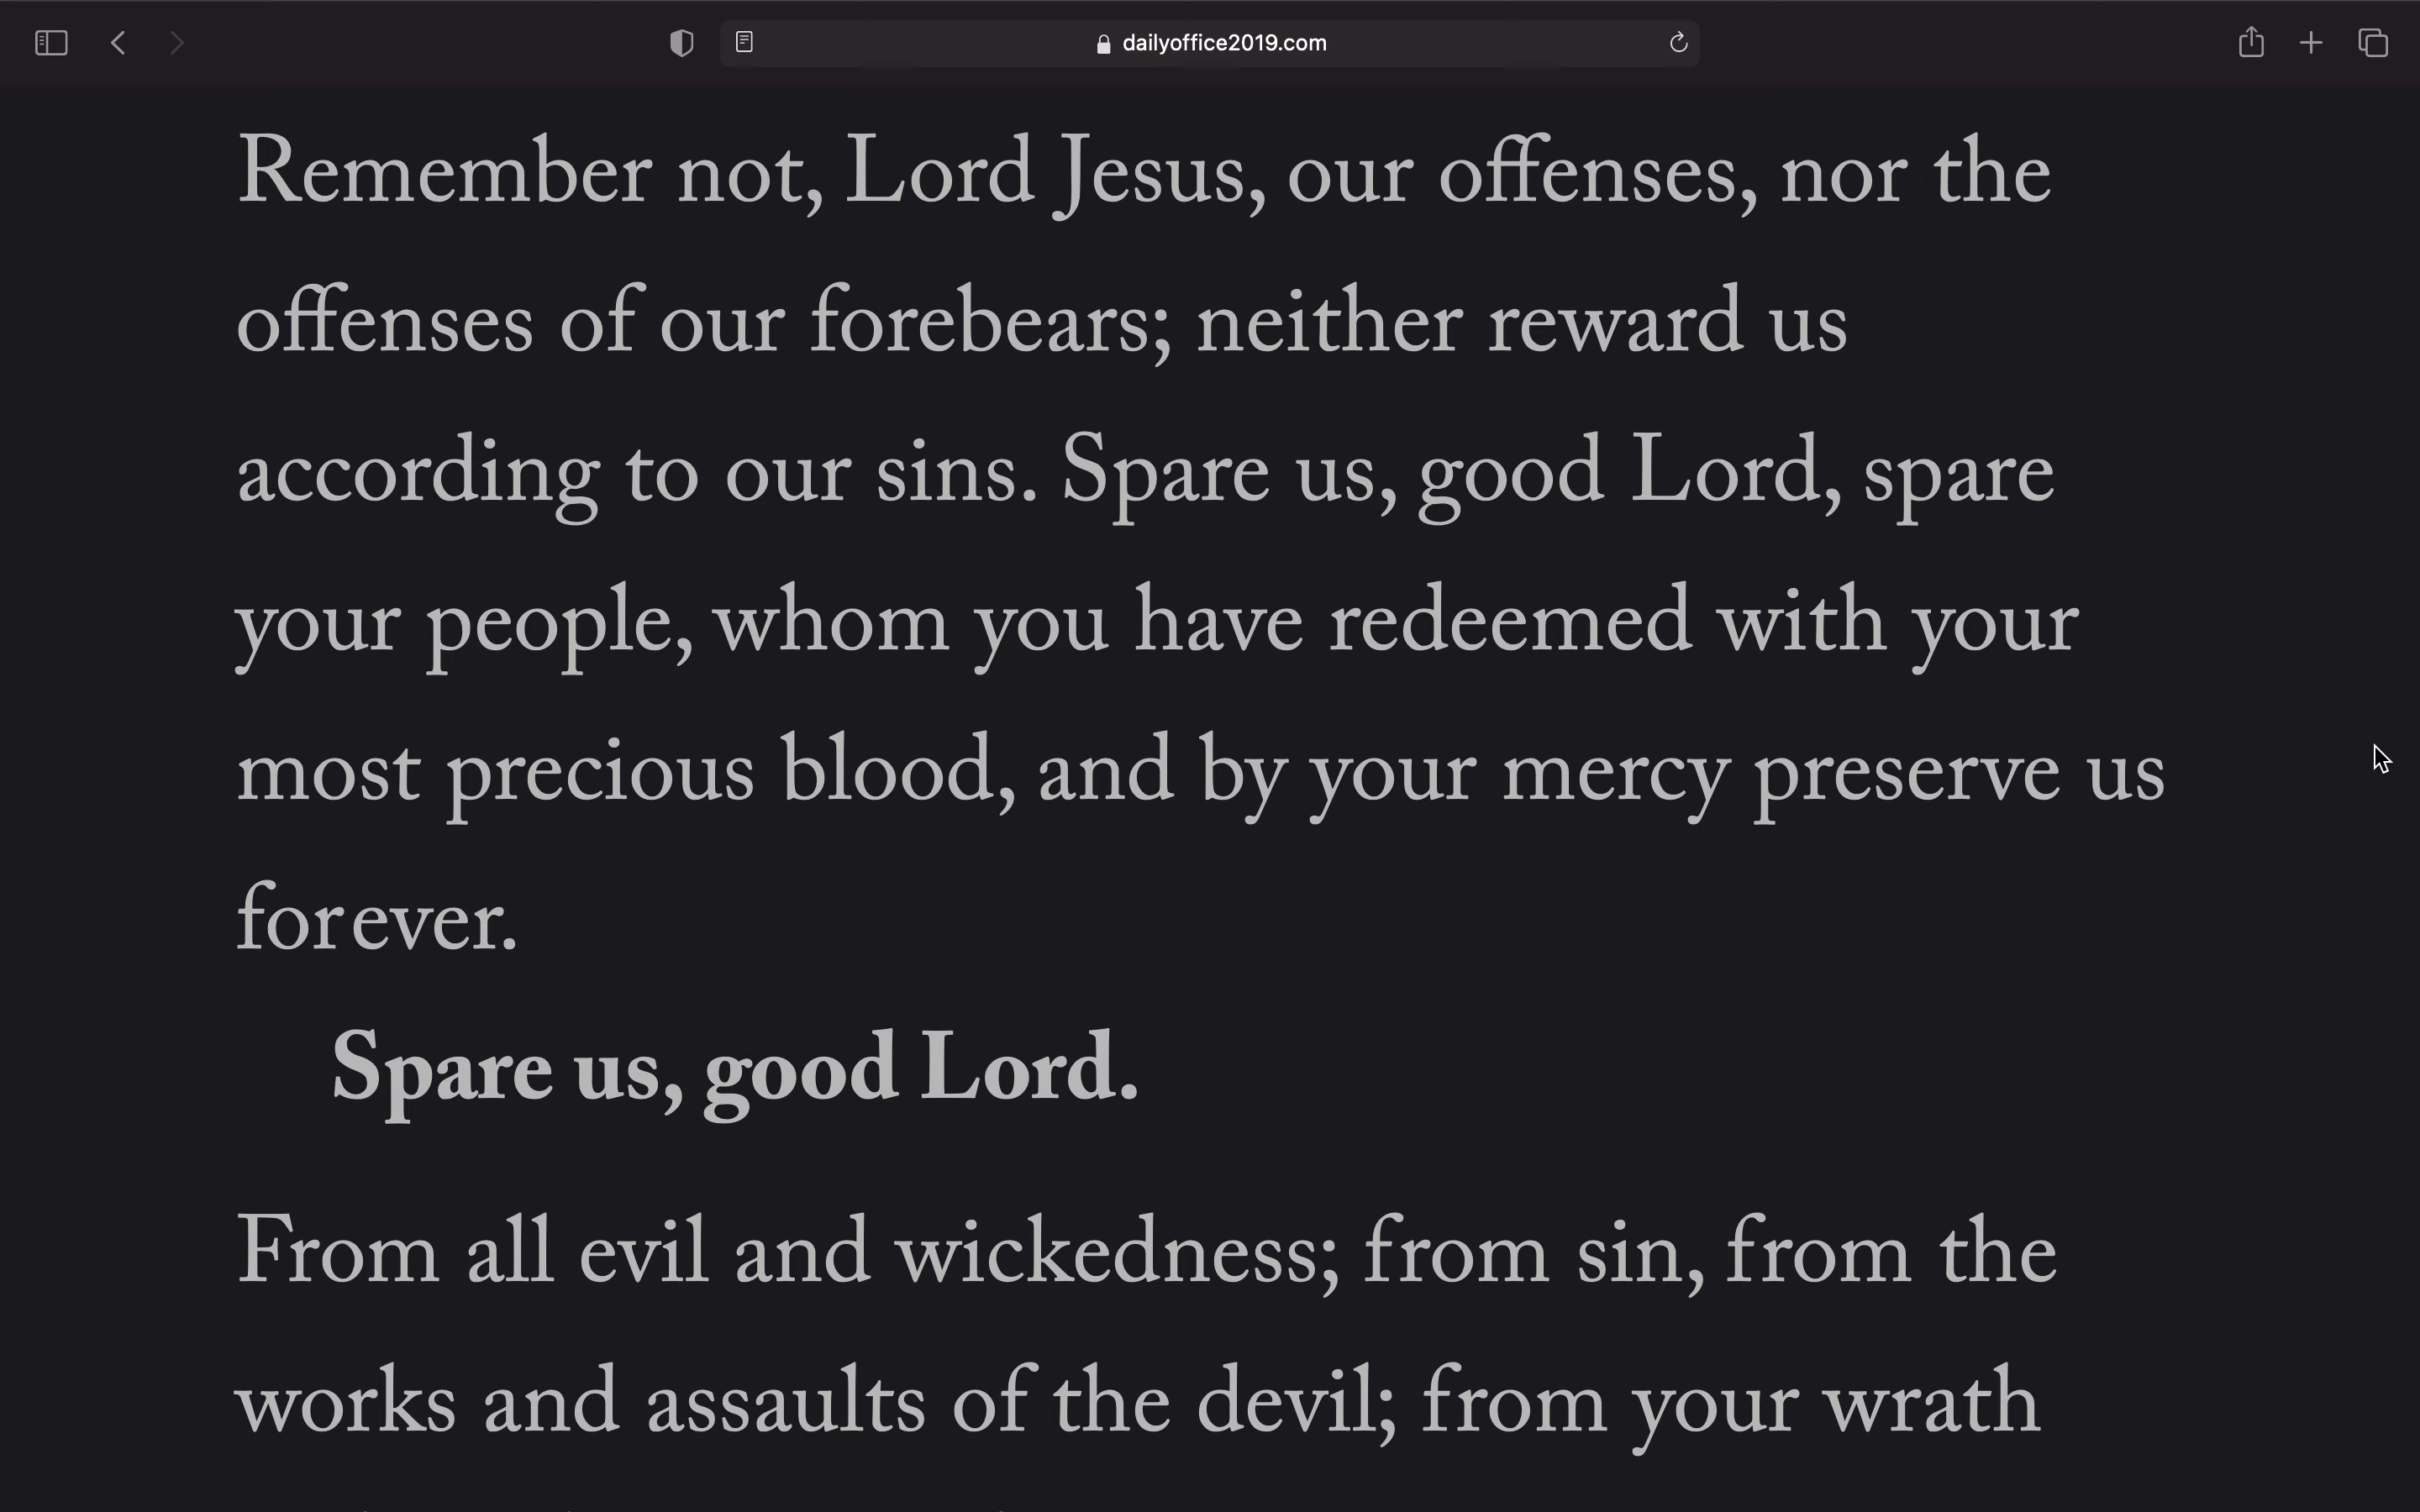 dailyoffice2019.com
Remember not, Lord Jesus, our offenses, nor the
offenses of our forebears; neither reward us
according to our sins. Spare us, good Lord, spare
your people, whom you have redeemed with your
most precious blood, and by your mercy preserve us
forever.
Spare us, good Lord.
From all evil and wickedness; from sin, from the
works and assaults of the devil; from your wrath